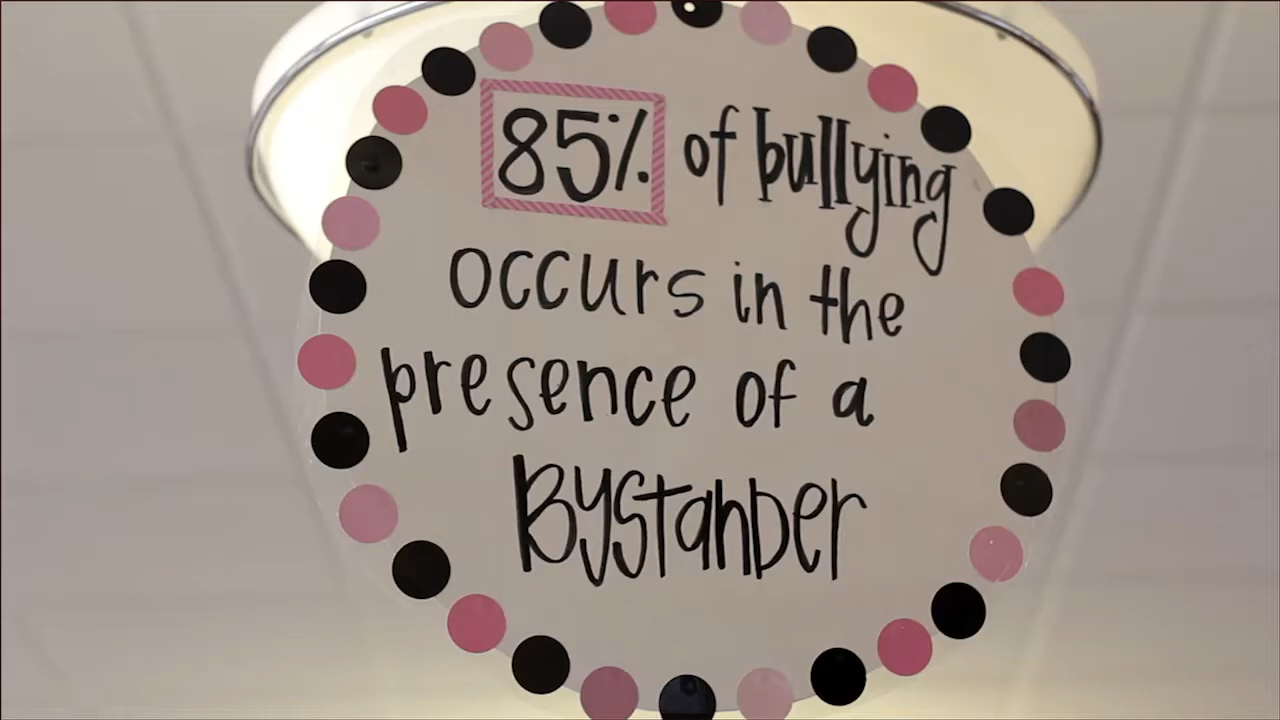 85% of bullying
occurs in the
presence of a
Bystander